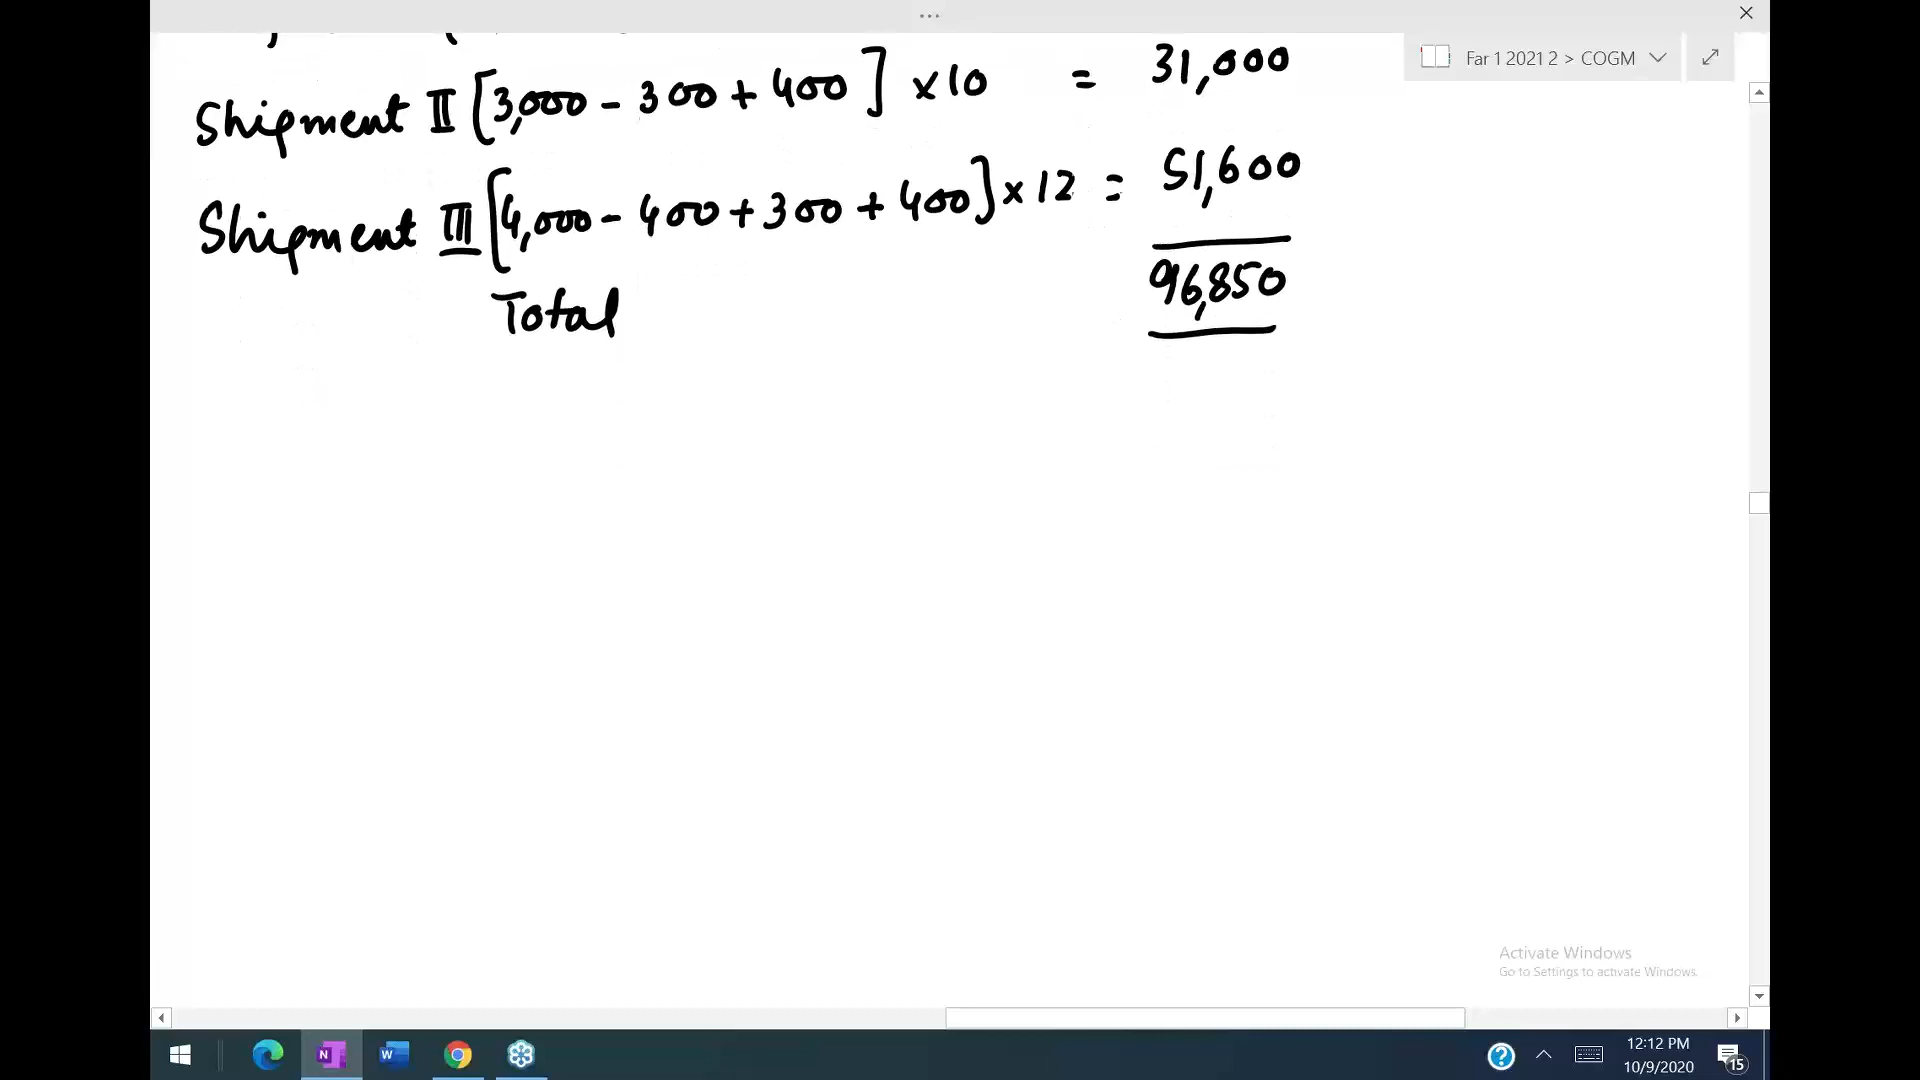 Far 1 2021 2 > COGM
Shipment II [3,000 - 300 + 400] x10 = 31,000
Shipment III [4,000 - 400 + 300 + 400] x 12 = 51,600
Total 96,850
Activate Windows
Go to Settings to activate Windows.
12:12 PM
10/9/2020
15